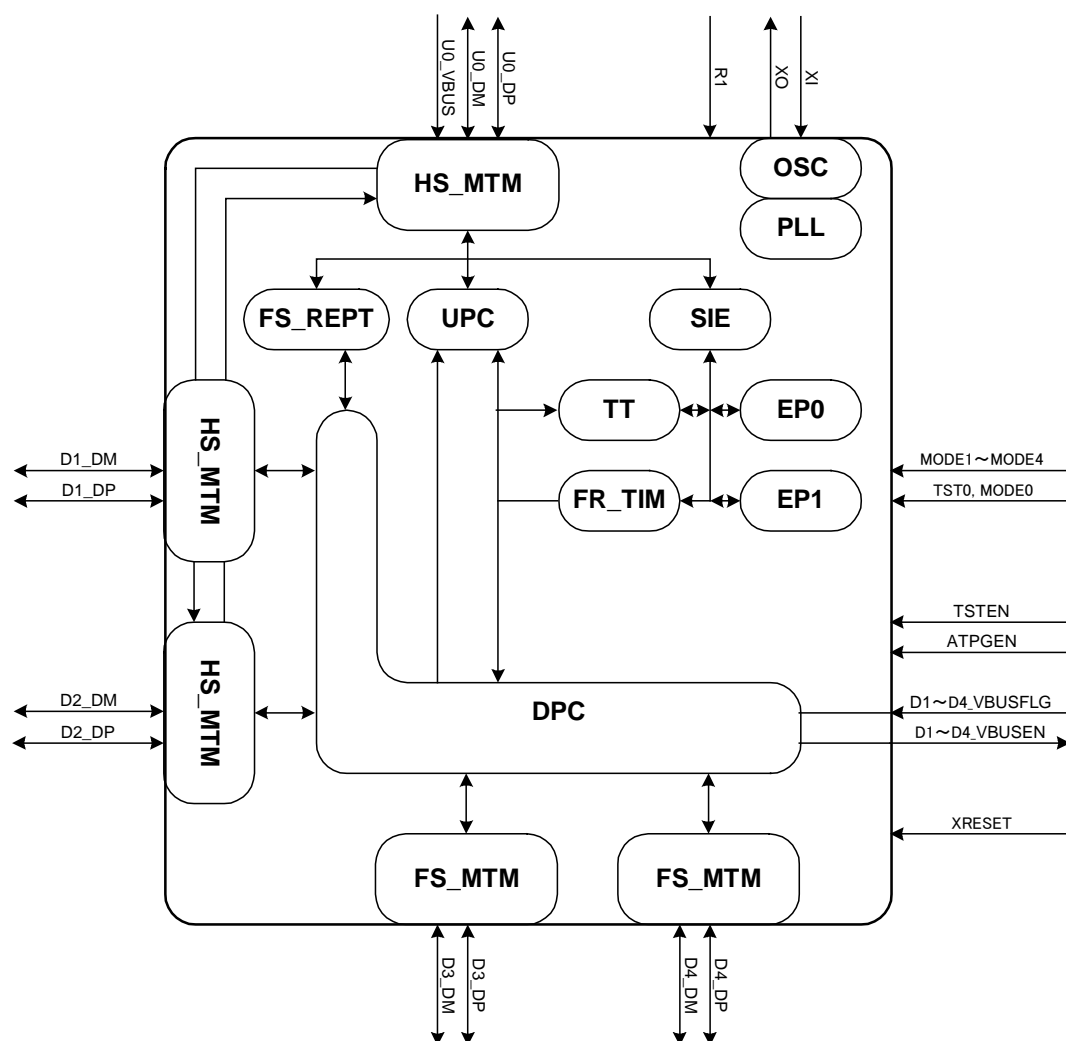 U0_VBUS
U0_DM
U0_DP
R1
XO
XI
HS_MTM
OSC
PLL
FS_REPT
UPC
SIE
TT
EP0
HS_MTM
D1_DM
D1_DP
MODE1～MODE4
TST0, MODE0
FR_TIM
EP1
TSTEN
ATPGEN
HS_MTM
D2_DM
D2_DP
DPC
D1～D4_VBUSFLG
D1～D4_VBUSEN
XRESET
FS_MTM
FS_MTM
D3_DM
D3_DP
D4_DM
D4_DP